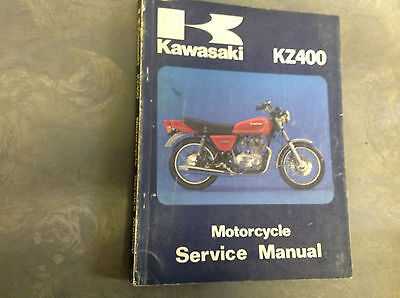 Kawasaki KZ400
Motorcycle
Service Manual